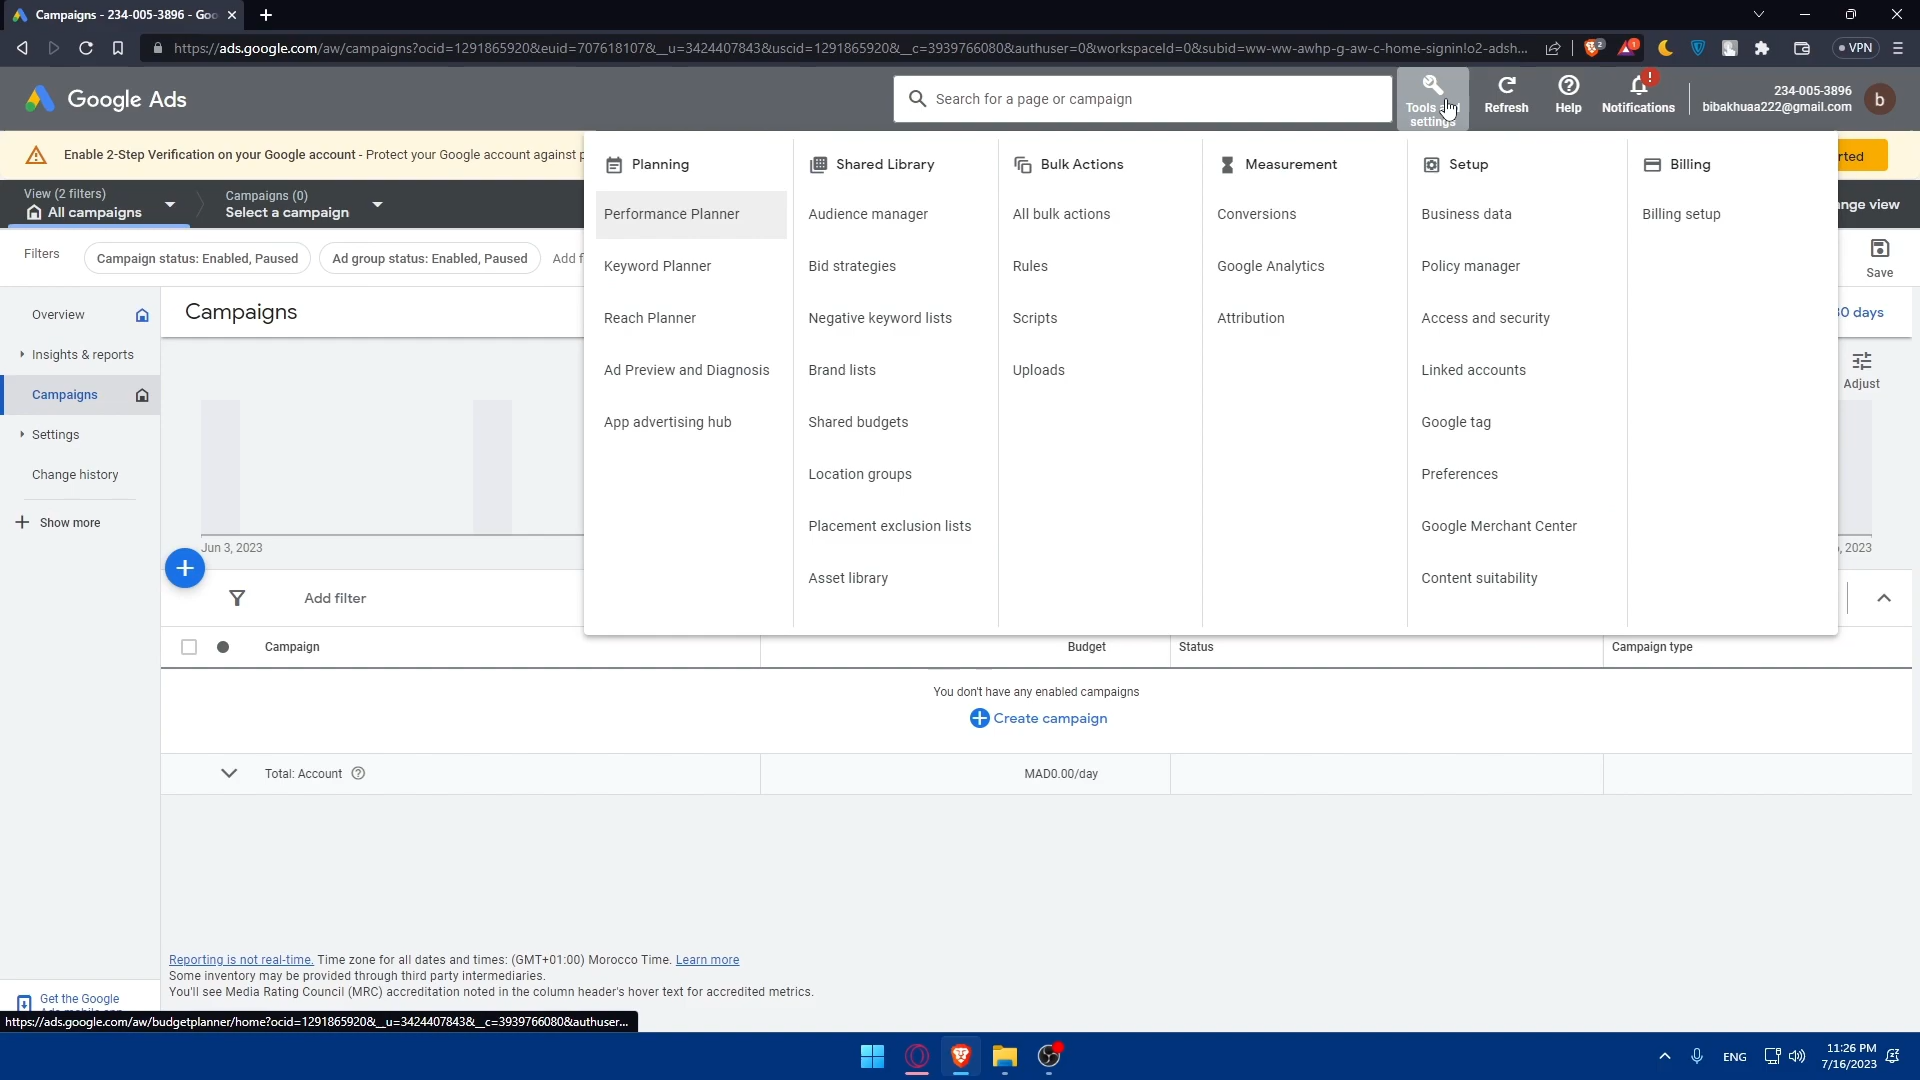 Campaigns - 234-005-3896 - Goo
https://ads.google.com/aw/campaigns?ocid=1291865920&euid=707618107&__u=3424407843&uscid=1291865920&__c=3939766080&authuser=0&workspaceId=0&subid=ww-ww-awhp-g-aw-c-home-signin!o2-adsh...
2
1
VPN
Google Ads
Search for a page or campaign
Tools
settings
Refresh
Help
!
Notifications
234-005-3896
bibakhuaa222@gmail.com
b
Enable 2-Step Verification on your Google account - Protect your Google account against p
rted
View (2 filters)
All campaigns
Campaigns (0)
Select a campaign
nge view
Filters
Campaign status: Enabled, Paused
Ad group status: Enabled, Paused
Add f
Save
Planning
Performance Planner
Keyword Planner
Reach Planner
Ad Preview and Diagnosis
App advertising hub
Shared Library
Audience manager
Bid strategies
Negative keyword lists
Brand lists
Shared budgets
Location groups
Placement exclusion lists
Asset library
Bulk Actions
All bulk actions
Rules
Scripts
Uploads
Measurement
Conversions
Google Analytics
Attribution
Setup
Business data
Policy manager
Access and security
Linked accounts
Google tag
Preferences
Google Merchant Center
Content suitability
Billing
Billing setup
Overview
Insights & reports
Campaigns
Settings
Change history
Show more
Campaigns
30 days
Adjust
Jun 3, 2023
, 2023
Add filter
Campaign
Budget
Status
Campaign type
You don't have any enabled campaigns
Create campaign
Total: Account
MAD0.00/day
Reporting is not real-time. Time zone for all dates and times: (GMT+01:00) Morocco Time. Learn more
Some inventory may be provided through third party intermediaries.
You'll see Media Rating Council (MRC) accreditation noted in the column header's hover text for accredited metrics.
Get the Google
https://ads.google.com/aw/budgetplanner/home?ocid=1291865920&__u=3424407843&__c=3939766080&authuser...
ENG
11:26 PM
7/16/2023